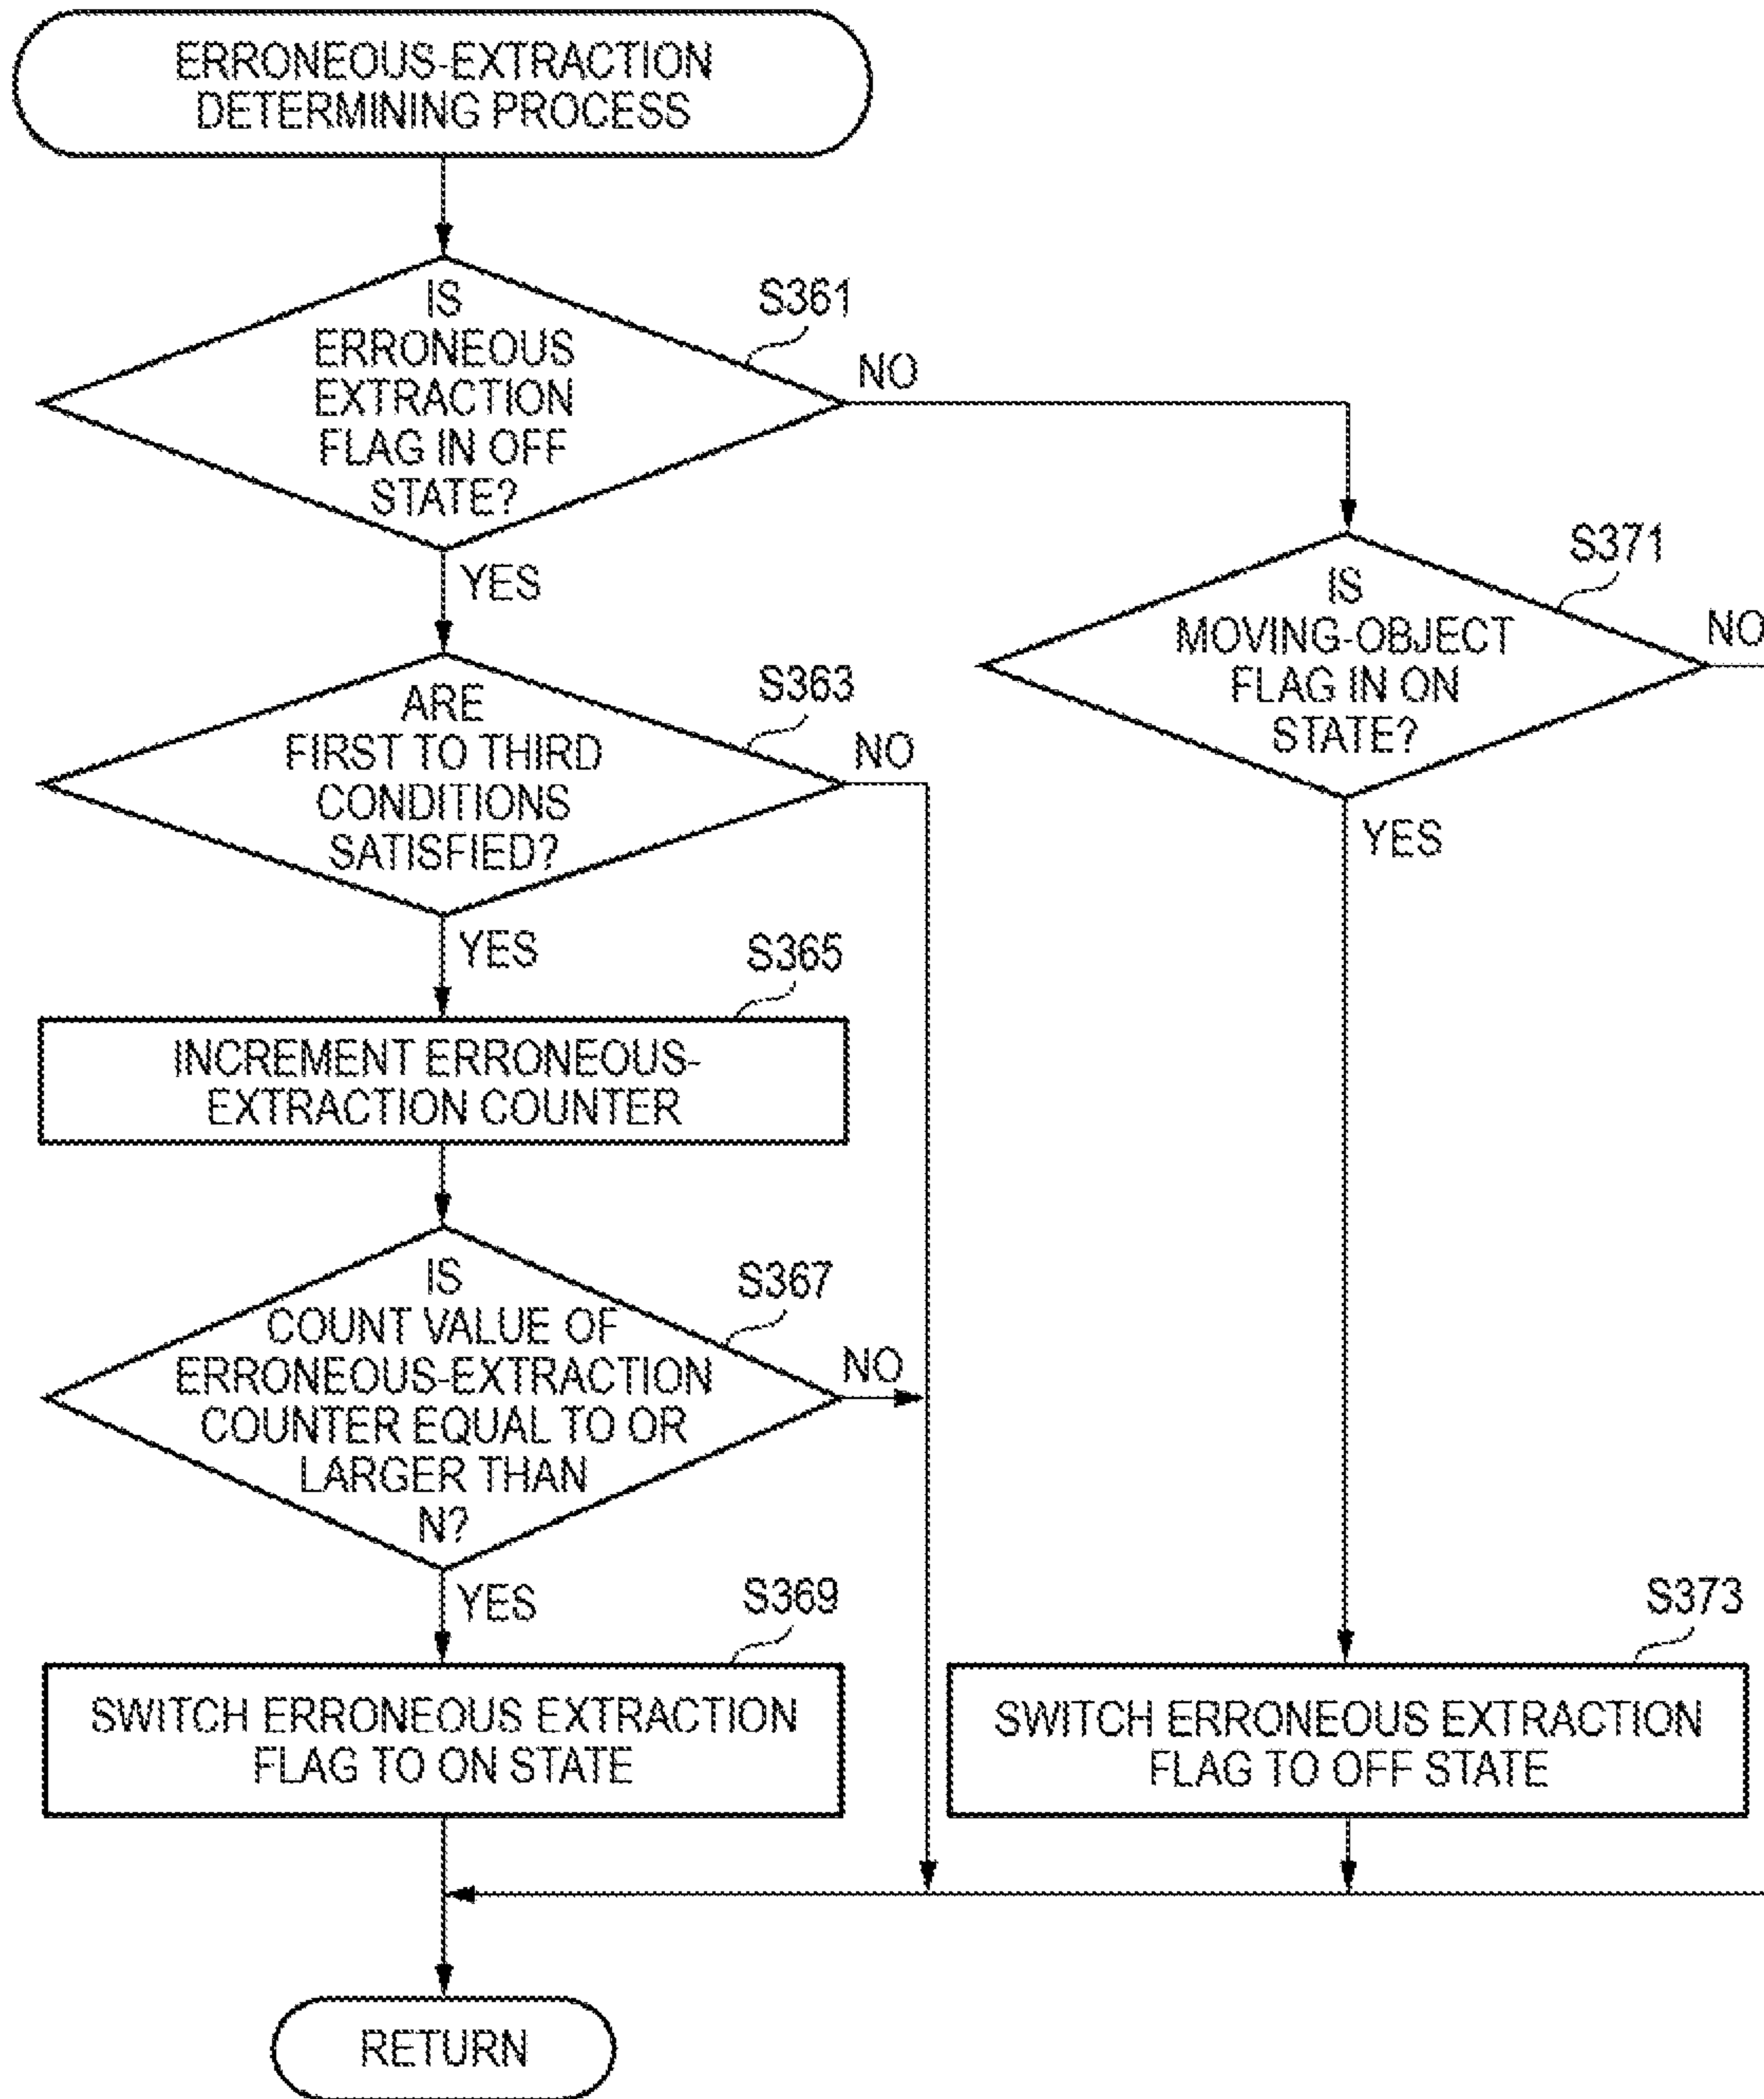 ERRONEOUS-EXTRACTION
DETERMINING PROCESS
S361
IS
ERRONEOUS
EXTRACTION
FLAG IN OFF
STATE?
NO
YES
S371
IS
MOVING-OBJECT
FLAG IN ON
STATE?
NO
YES
S363
ARE
FIRST TO THIRD
CONDITIONS
SATISFIED?
NO
YES
S365
INCREMENT ERRONEOUS-
EXTRACTION COUNTER
S367
IS
COUNT VALUE OF
ERRONEOUS-EXTRACTION
COUNTER EQUAL TO OR
LARGER THAN
N?
NO
YES
S369
SWITCH ERRONEOUS EXTRACTION
FLAG TO ON STATE
S373
SWITCH ERRONEOUS EXTRACTION
FLAG TO OFF STATE
RETURN